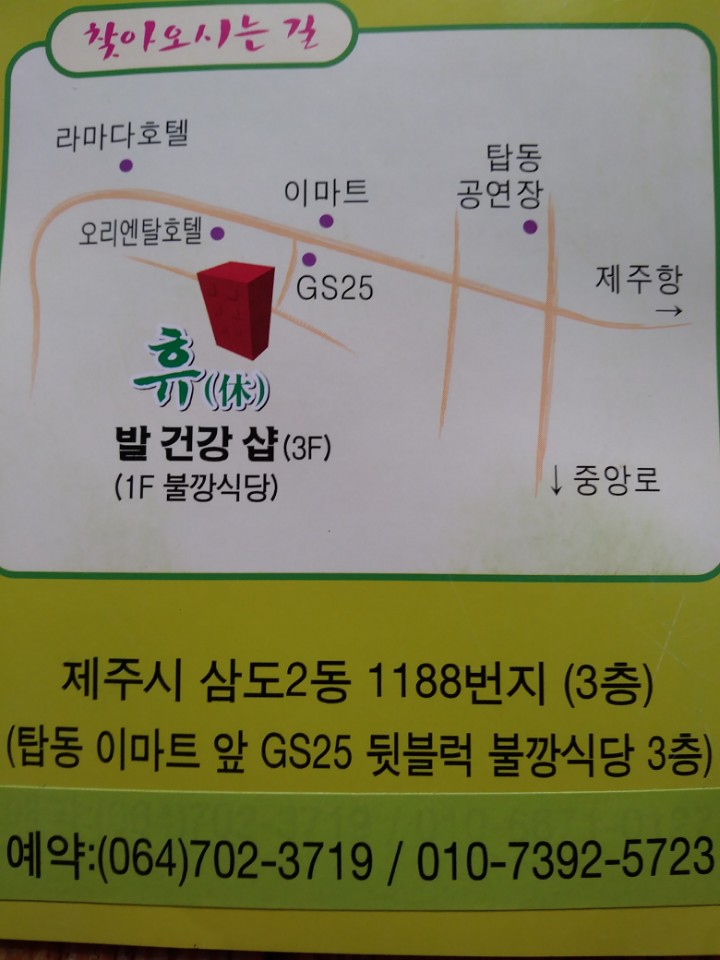 찾아오시는 길
라마다호텔
탑동
공연장
이마트
오리엔탈호텔
GS25
제주항
→
휴(休)
발 건강 샵(3F)
(1F 불깡식당)
↓중앙로
제주시 삼도2동 1188번지 (3층)
(탑동 이마트 앞 GS25 뒷블럭 불깡식당 3층)
예약:(064)702-3719 / 010-7392-5723